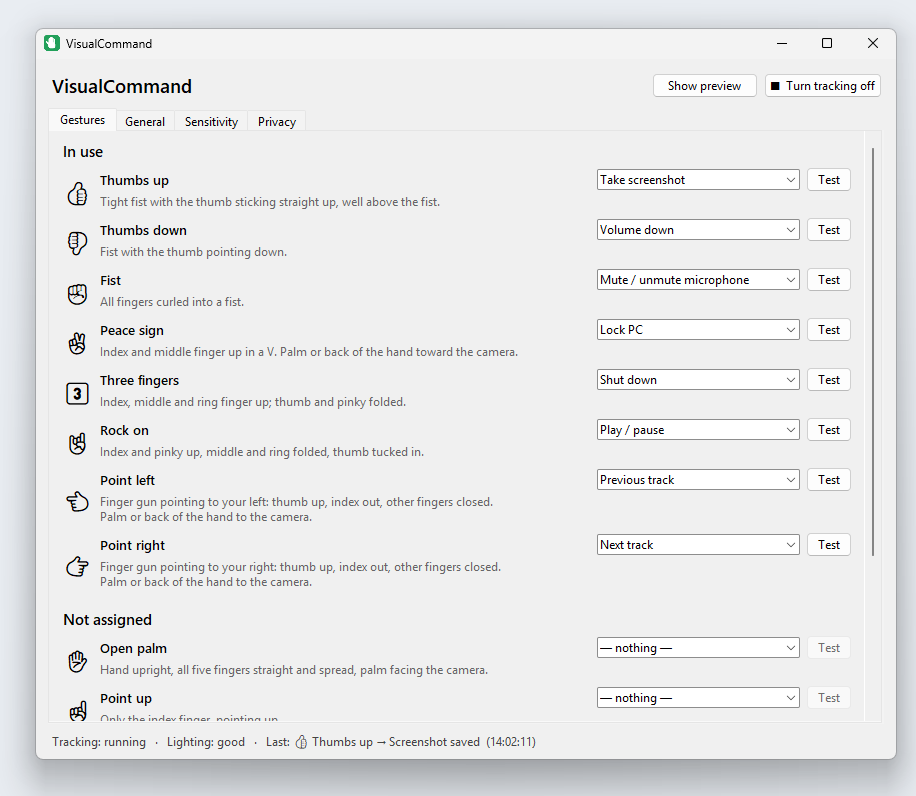 VisualCommand
VisualCommand
Show preview
Turn tracking off
Gestures
General
Sensitivity
Privacy
In use
Thumbs up
Take screenshot
Test
Tight fist with the thumb sticking straight up, well above the fist.
Thumbs down
Volume down
Test
Fist with the thumb pointing down.
Fist
Mute / unmute microphone
Test
All fingers curled into a fist.
Peace sign
Lock PC
Test
Index and middle finger up in a V. Palm or back of the hand toward the camera.
3
Three fingers
Shut down
Test
Index, middle and ring finger up; thumb and pinky folded.
Rock on
Play / pause
Test
Index and pinky up, middle and ring folded, thumb tucked in.
Point left
Previous track
Test
Finger gun pointing to your left: thumb up, index out, other fingers closed.
Palm or back of the hand to the camera.
Point right
Next track
Test
Finger gun pointing to your right: thumb up, index out, other fingers closed.
Palm or back of the hand to the camera.
Not assigned
Open palm
— nothing —
Test
Hand upright, all five fingers straight and spread, palm facing the camera.
Point up
— nothing —
Test
Only the index finger, pointing up.
Tracking: running · Lighting: good · Last: 👍 Thumbs up → Screenshot saved (14:02:11)